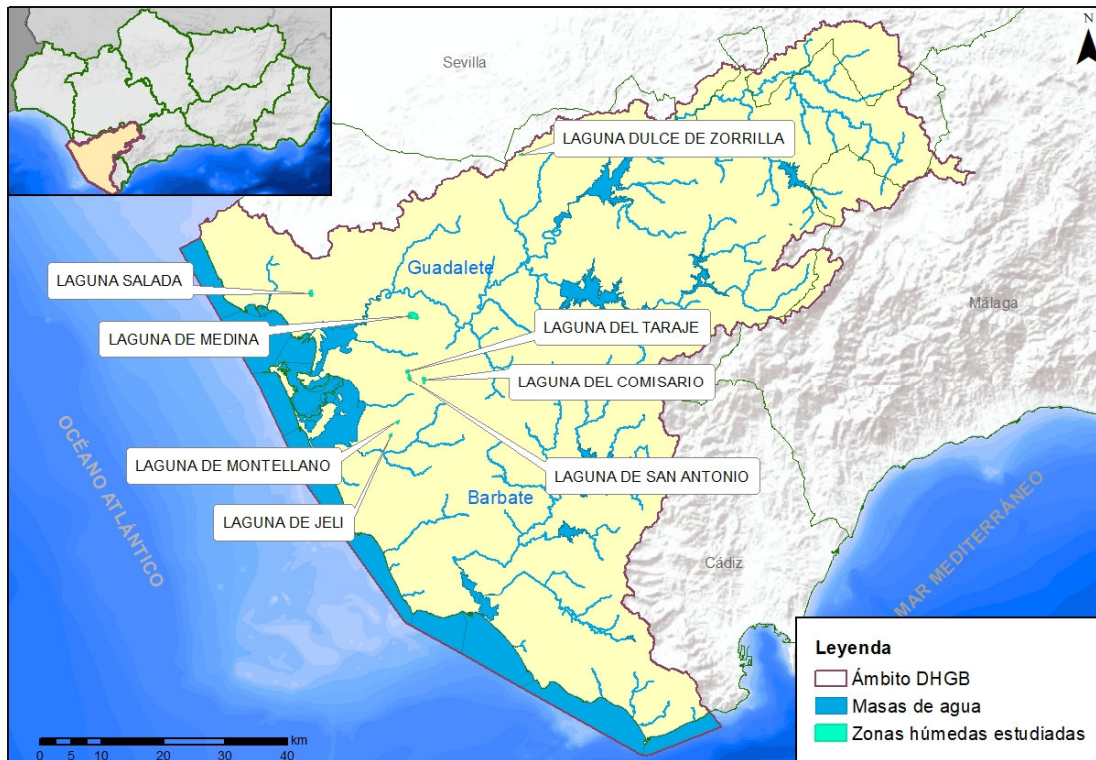 N
Sevilla
LAGUNA DULCE DE ZORRILLA
Guadalete
LAGUNA SALADA
Málaga
LAGUNA DEL TARAJE
LAGUNA DE MEDINA
LAGUNA DEL COMISARIO
OCÉANO ATLÁNTICO
LAGUNA DE MONTELLANO
LAGUNA DE SAN ANTONIO
Barbate
LAGUNA DE JELI
Cádiz
MAR MEDITERRÁNEO
Leyenda
Ámbito DHGB
Masas de agua
Zonas húmedas estudiadas
km
0 5 10 20 30 40